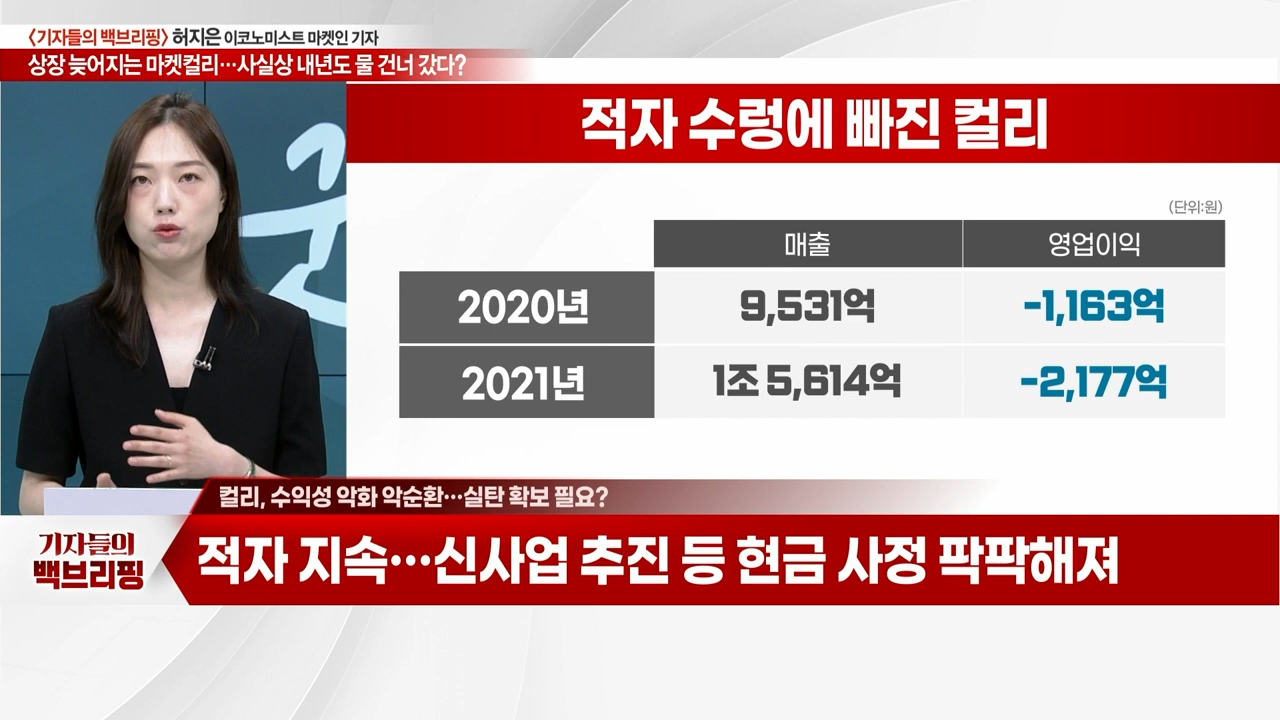 〈기자들의 백브리핑〉 허지은 이코노미스트 마켓인 기자
상장 늦어지는 마켓컬리…사실상 내년도 물 건너 갔다?
적자 수렁에 빠진 컬리
(단위:원)
매출 영업이익
2020년 9,531억 -1,163억
2021년 1조 5,614억 -2,177억
컬리, 수익성 악화 악순환…실탄 확보 필요?
기자들의
백브리핑
적자 지속…신사업 추진 등 현금 사정 팍팍해져